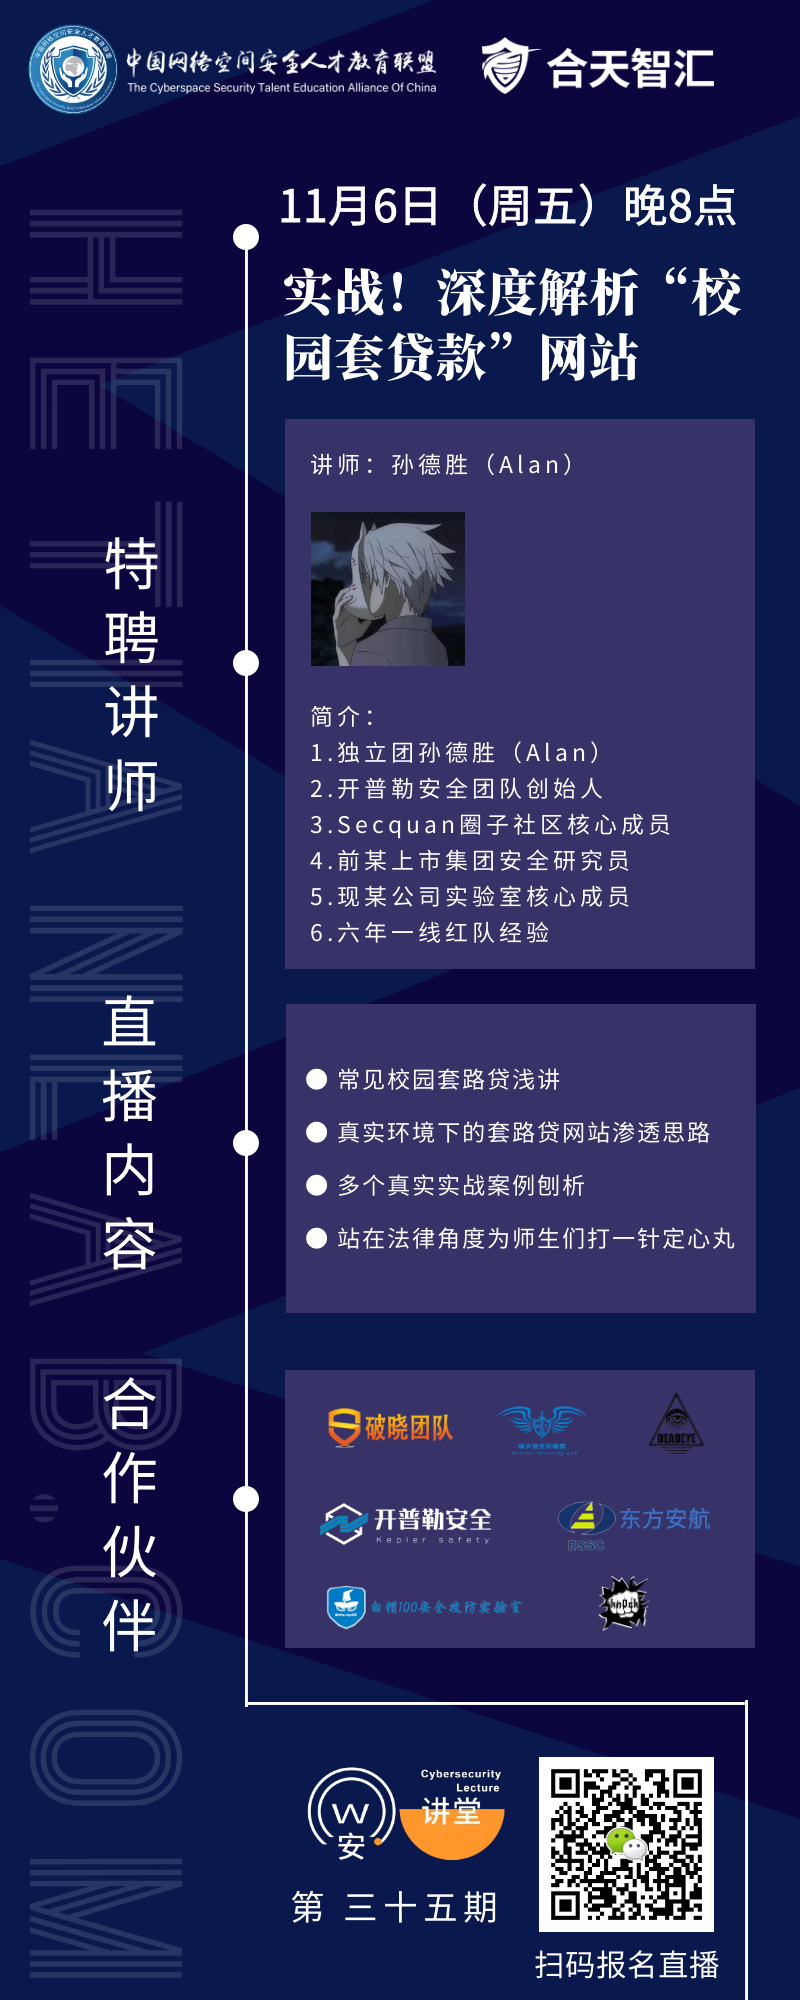 中国网络空间安全人才教育联盟
The Cyberspace Security Talent Education Alliance Of China
合天智汇
11月6日（周五）晚8点
实战！深度解析“校
园套贷款”网站
HETIANLAB.COM
特聘讲师
讲师：孙德胜（Alan）
简介：
1.独立团孙德胜（Alan）
2.开普勒安全团队创始人
3.Secquan圈子社区核心成员
4.前某上市集团安全研究员
5.现某公司实验室核心成员
6.六年一线红队经验
直播内容
● 常见校园套路贷浅讲
● 真实环境下的套路贷网站渗透思路
● 多个真实实战案例刨析
● 站在法律角度为师生们打一针定心丸
合作伙伴
破晓团队
DEADEYE
开普勒安全
Kepler safety
东方安航
ESSC
白帽100安全攻防实验室
W
安
Cybersecurity
Lecture
讲堂
第 三十五期
扫码报名直播